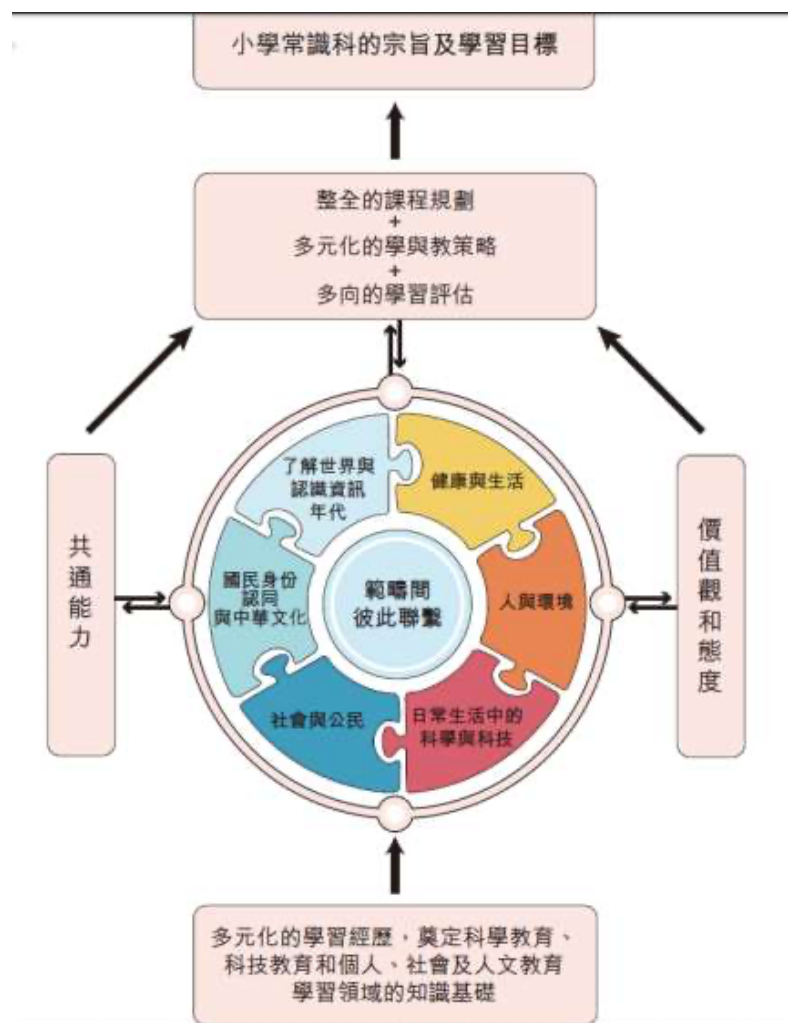 小學常識科的宗旨及學習目標
整全的課程規劃
+
多元化的學與教策略
+
多向的學習評估
了解世界與
認識資訊
年代
健康與生活
國民身份
認同
與中華文化
範疇間
彼此聯繫
人與環境
社會與公民
日常生活中的
科學與科技
共通能力
價值觀和態度
多元化的學習經歷，奠定科學教育、
科技教育和個人、社會及人文教育
學習領域的知識基礎